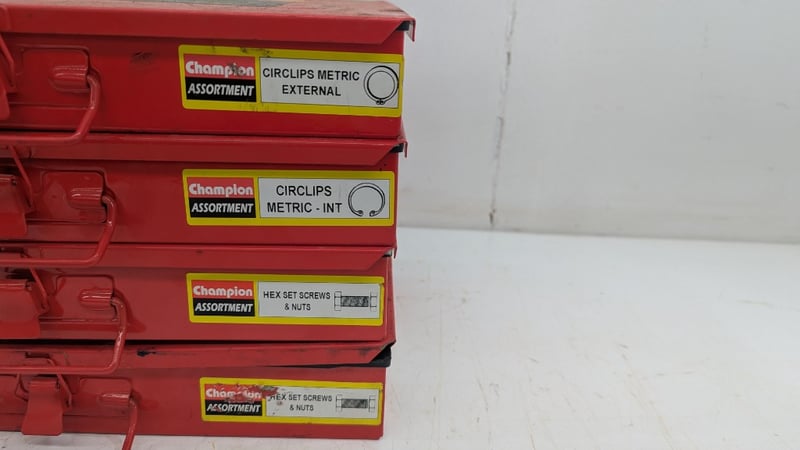 Champion
ASSORTMENT
CIRCLIPS METRIC
EXTERNAL
Champion
ASSORTMENT
CIRCLIPS
METRIC - INT
Champion
ASSORTMENT
HEX SET SCREWS
& NUTS
Champion
ASSORTMENT
HEX SET SCREWS
& NUTS